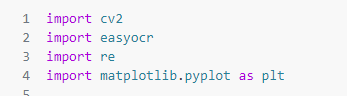 1 import cv2
2 import easyocr
3 import re
4 import matplotlib.pyplot as plt
5